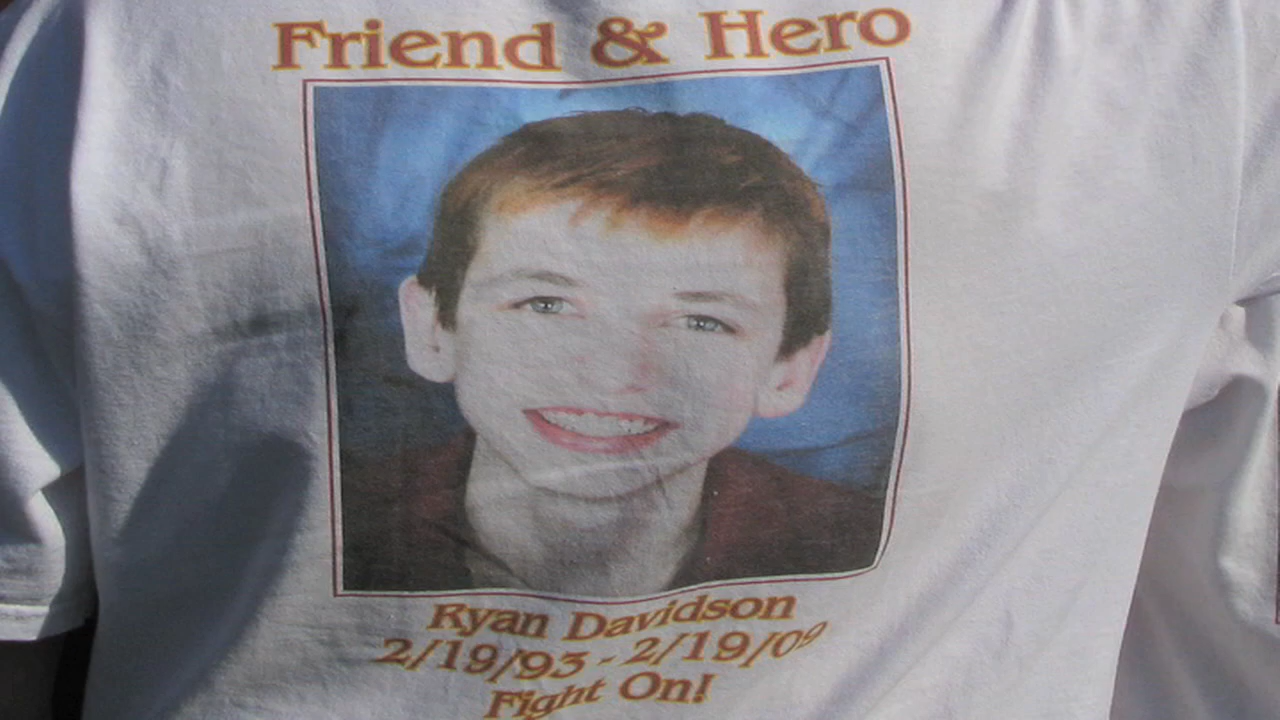 Friend & Hero
Ryan Davidson
2/19/93 - 2/19/09
Fight On!